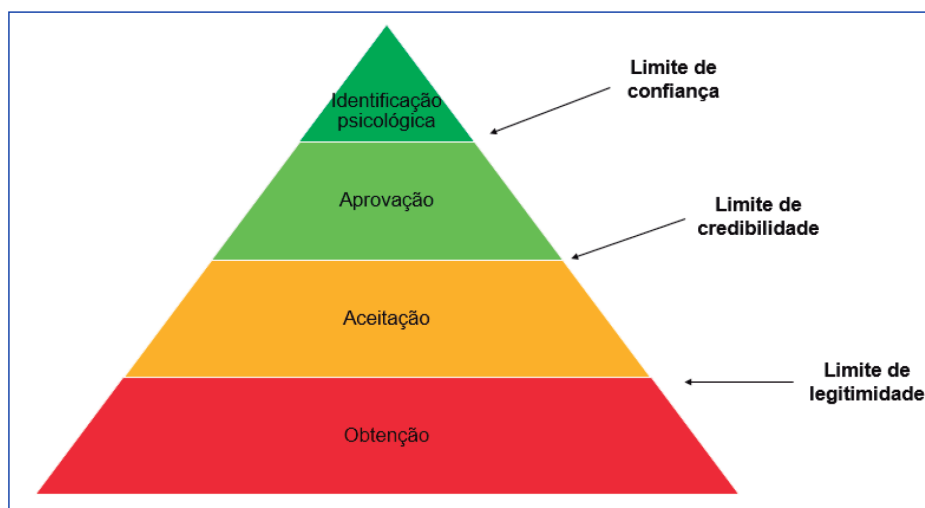 Limite de
confiança
Identificação
psicológica
Aprovação
Limite de
credibilidade
Aceitação
Limite de
legitimidade
Obtenção